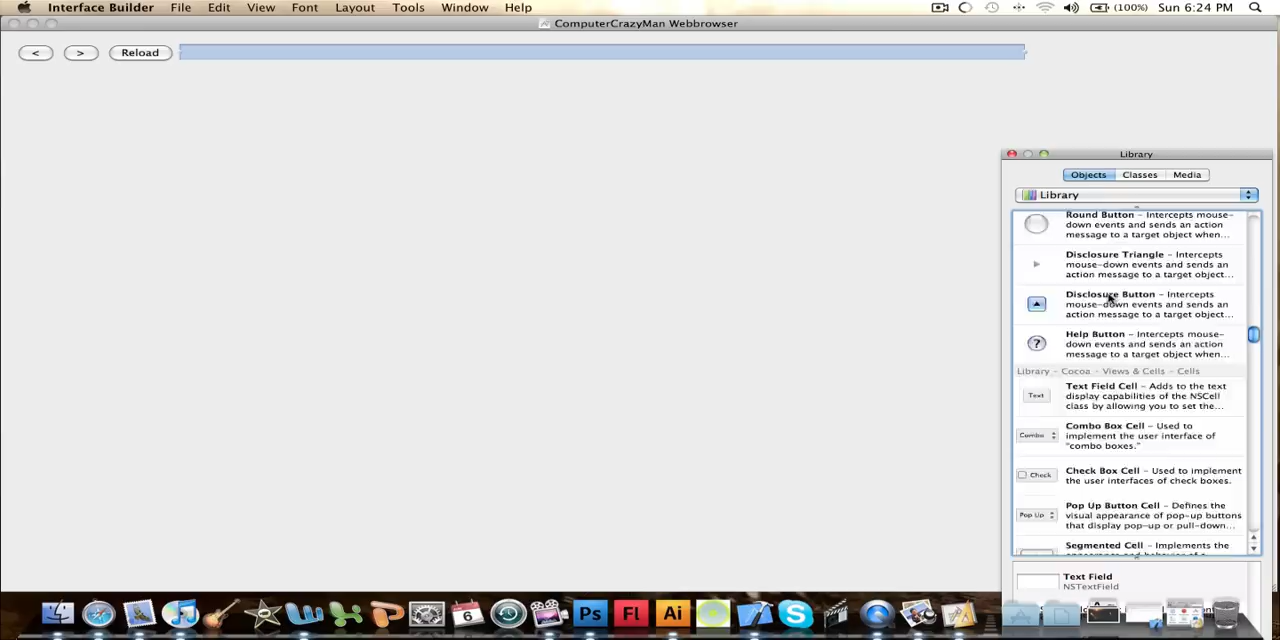 Interface Builder File Edit View Font Layout Tools Window Help (100%) Sun 6:24 PM
ComputerCrazyMan Webbrowser
< > Reload
Library
Objects Classes Media
Library
Round Button – Intercepts mouse-
down events and sends an
action message to a target object when...
Disclosure Triangle – Intercepts
mouse-down events and sends an
action message to a target object...
Disclosure Button – Intercepts
mouse-down events and sends an
action message to a target object...
? Help Button – Intercepts mouse-
down events and sends an action
message to a target object when...
Library – Cocoa – Views & Cells – Cells
Text Field Cell – Adds to the text
Text display capabilities of the NSCell
class by allowing you to set the...
Combo Box Cell – Used to
Combo implement the user interface of
"combo boxes."
Check Box Cell – Used to implement
Check the user interfaces of check boxes.
Pop Up Button Cell – Defines the
Pop Up visual appearance of pop-up buttons
that display pop-up or pull-down...
Segmented Cell – Implements the
Text Field
NSTextField
6 Ps Fl Ai S